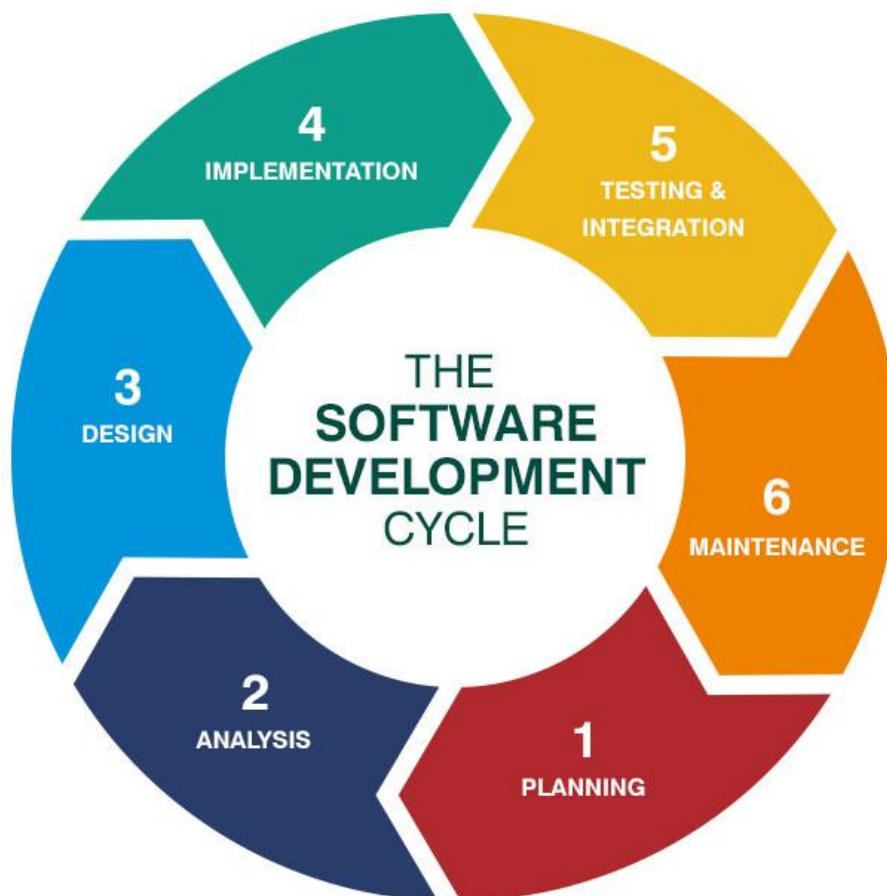 THE
SOFTWARE
DEVELOPMENT
CYCLE
1
PLANNING
2
ANALYSIS
3
DESIGN
4
IMPLEMENTATION
5
TESTING &
INTEGRATION
6
MAINTENANCE